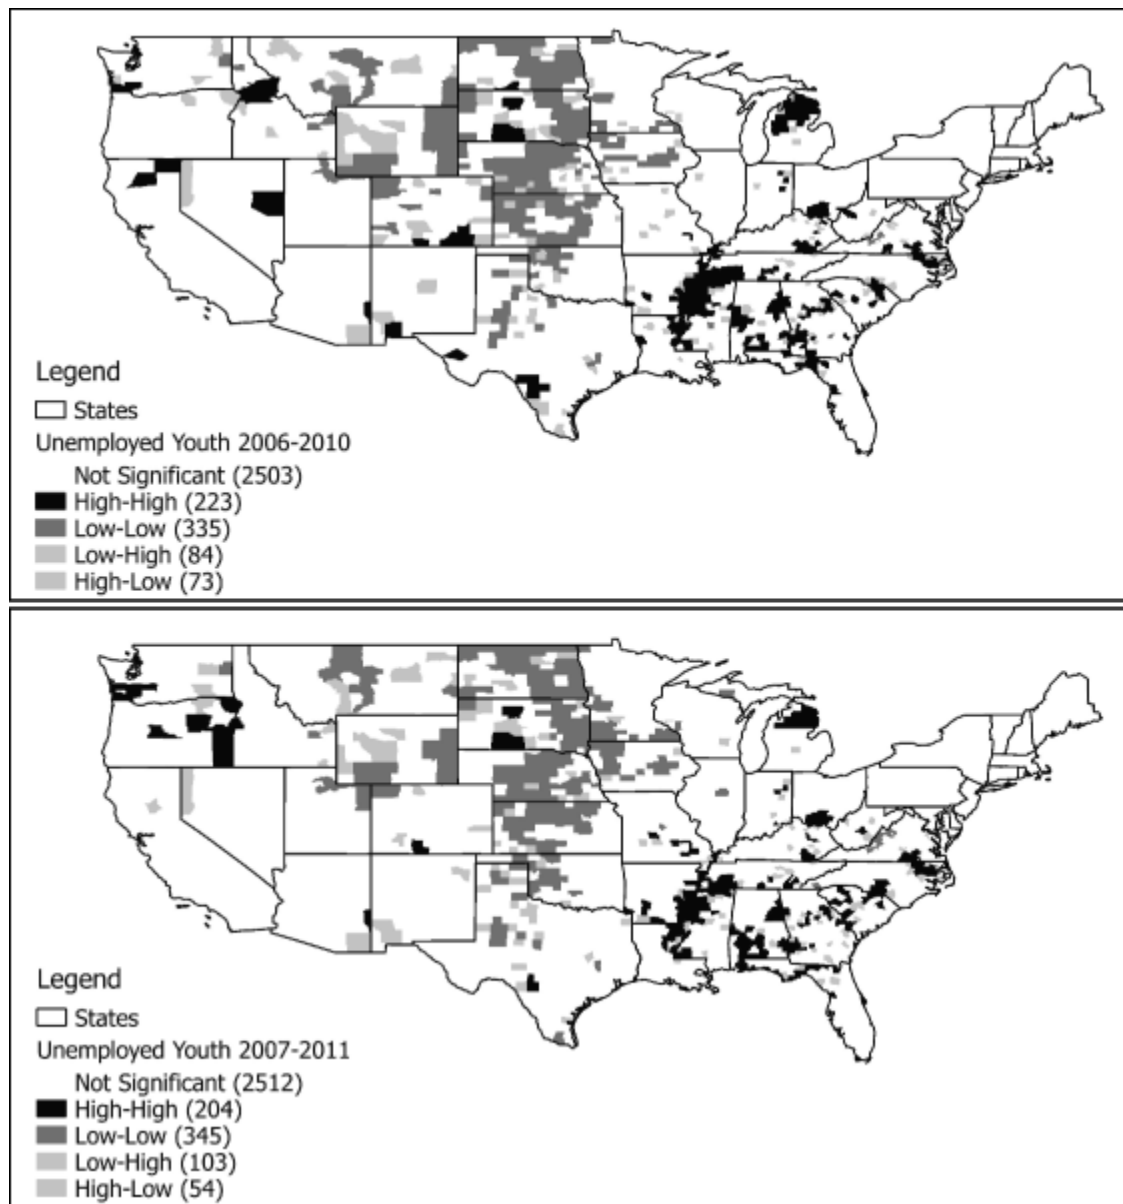 Legend
States
Unemployed Youth 2006-2010
Not Significant (2503)
High-High (223)
Low-Low (335)
Low-High (84)
High-Low (73)
Legend
States
Unemployed Youth 2007-2011
Not Significant (2512)
High-High (204)
Low-Low (345)
Low-High (103)
High-Low (54)